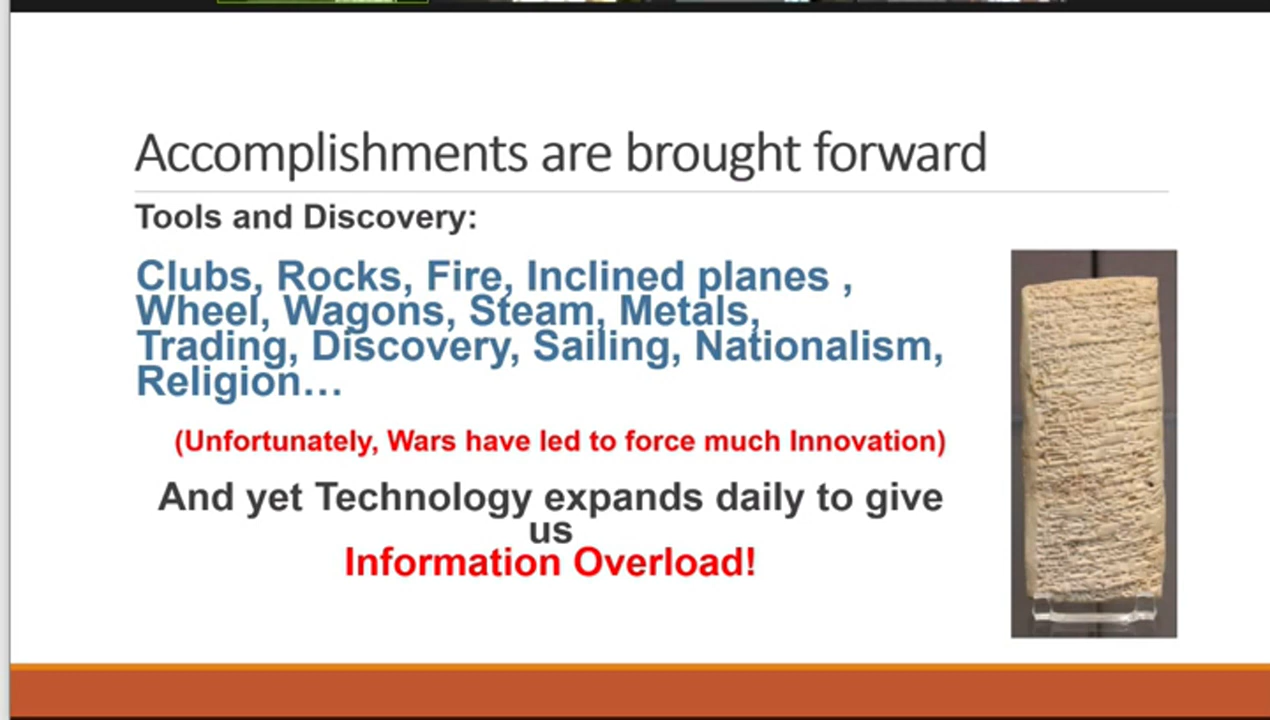 Accomplishments are brought forward
Tools and Discovery:
Clubs, Rocks, Fire, Inclined planes ,
Wheel, Wagons, Steam, Metals,
Trading, Discovery, Sailing, Nationalism,
Religion…
(Unfortunately, Wars have led to force much Innovation)
And yet Technology expands daily to give
us
Information Overload!